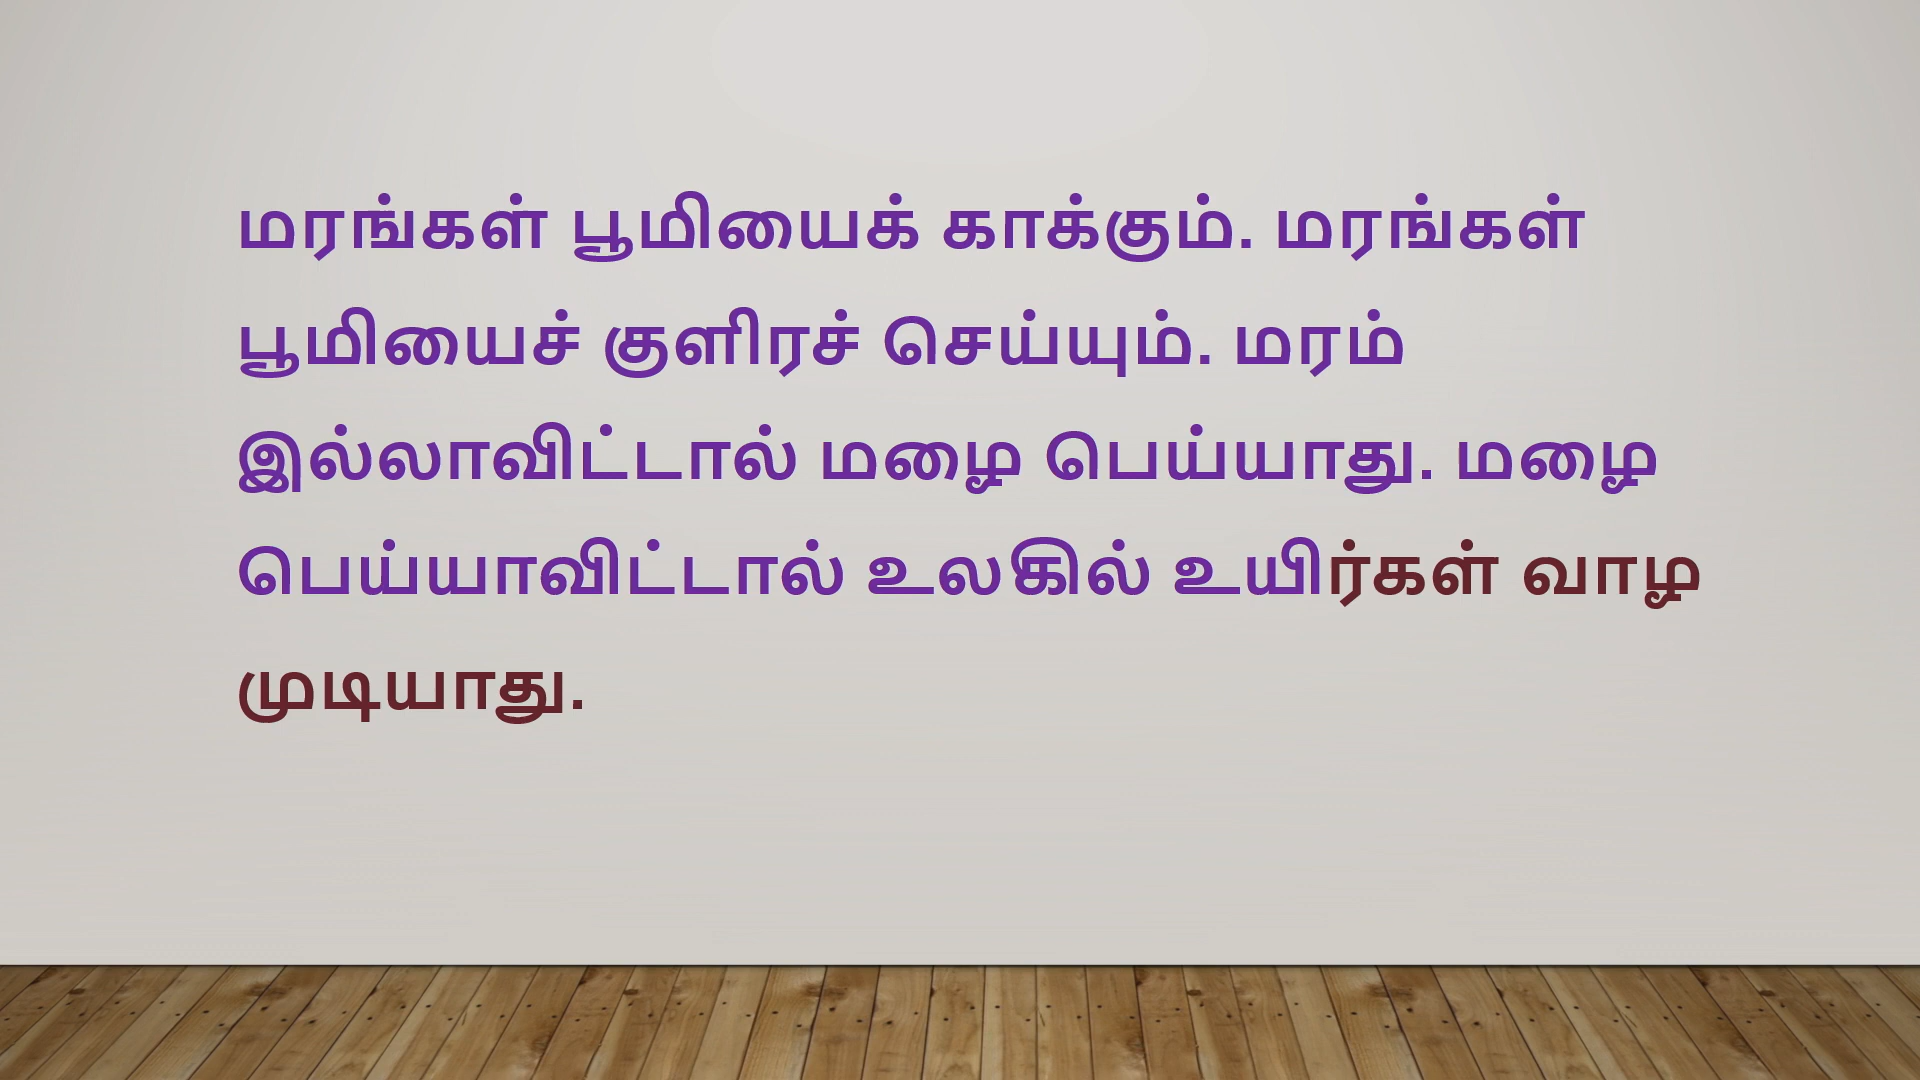 மரங்கள் பூமியைக் காக்கும். மரங்கள்
பூமியைச் குளிரச் செய்யும். மரம்
இல்லாவிட்டால் மழை பெய்யாது. மழை
பெய்யாவிட்டால் உலகில் உயிர்கள் வாழ
முடியாது.